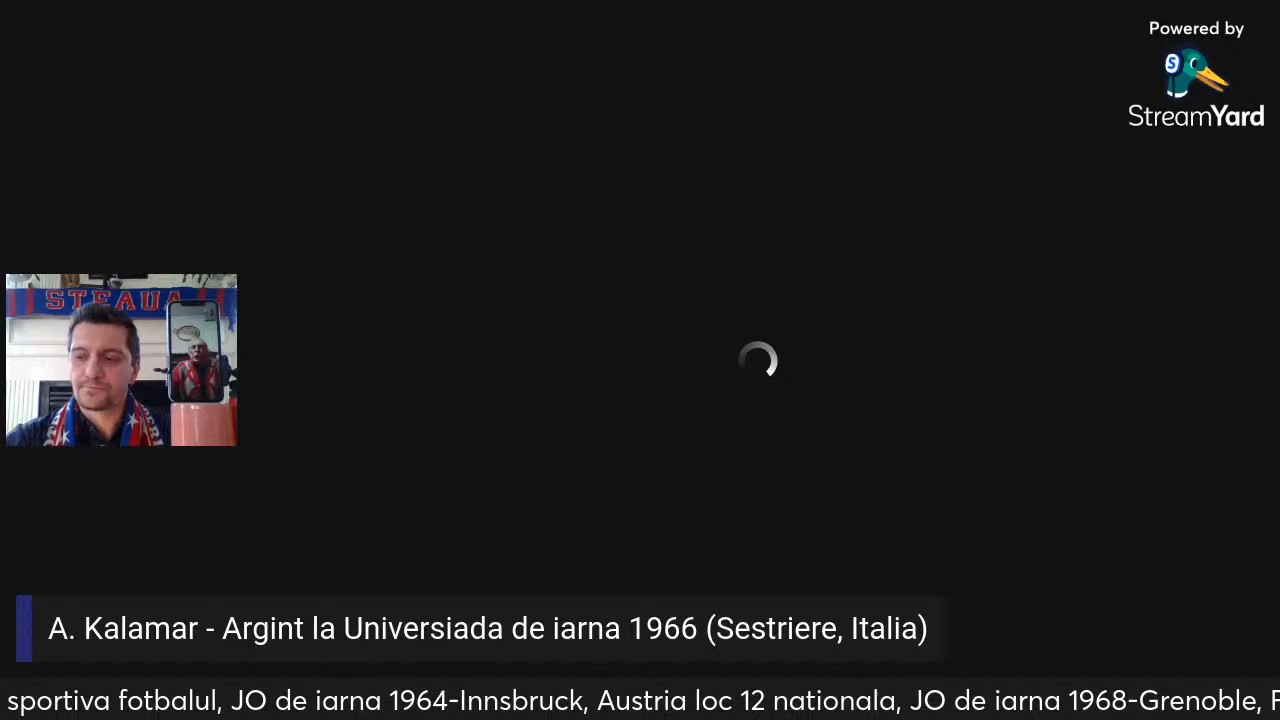 Powered by
S
StreamYard
STEAUA
A. Kalamar - Argint la Universiada de iarna 1966 (Sestriere, Italia)
sportiva fotbalul, JO de iarna 1964-Innsbruck, Austria loc 12 nationala, JO de iarna 1968-Grenoble, F